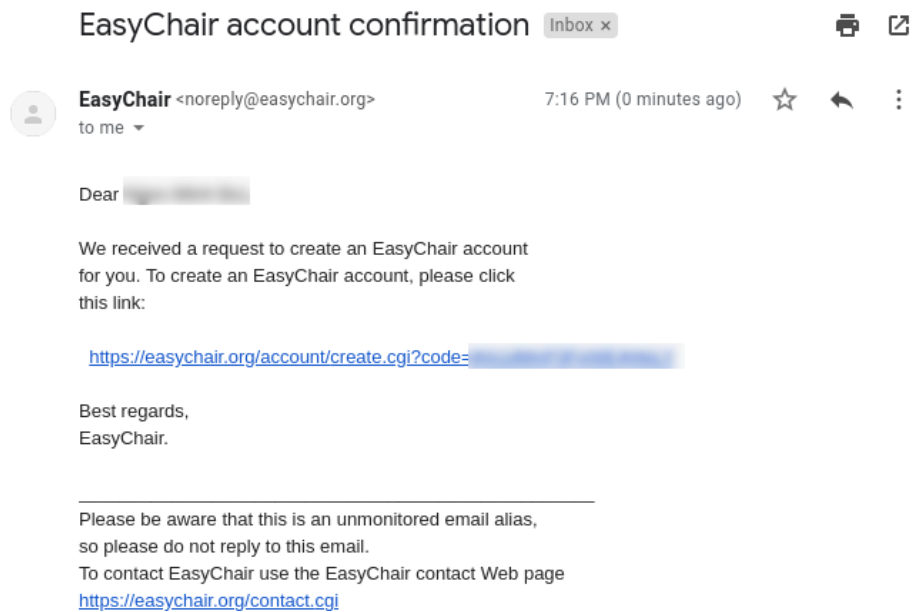 EasyChair account confirmation Inbox ×
EasyChair <noreply@easychair.org> 7:16 PM (0 minutes ago)
to me
Dear
We received a request to create an EasyChair account
for you. To create an EasyChair account, please click
this link:
https://easychair.org/account/create.cgi?code=
Best regards,
EasyChair.
Please be aware that this is an unmonitored email alias,
so please do not reply to this email.
To contact EasyChair use the EasyChair contact Web page
https://easychair.org/contact.cgi